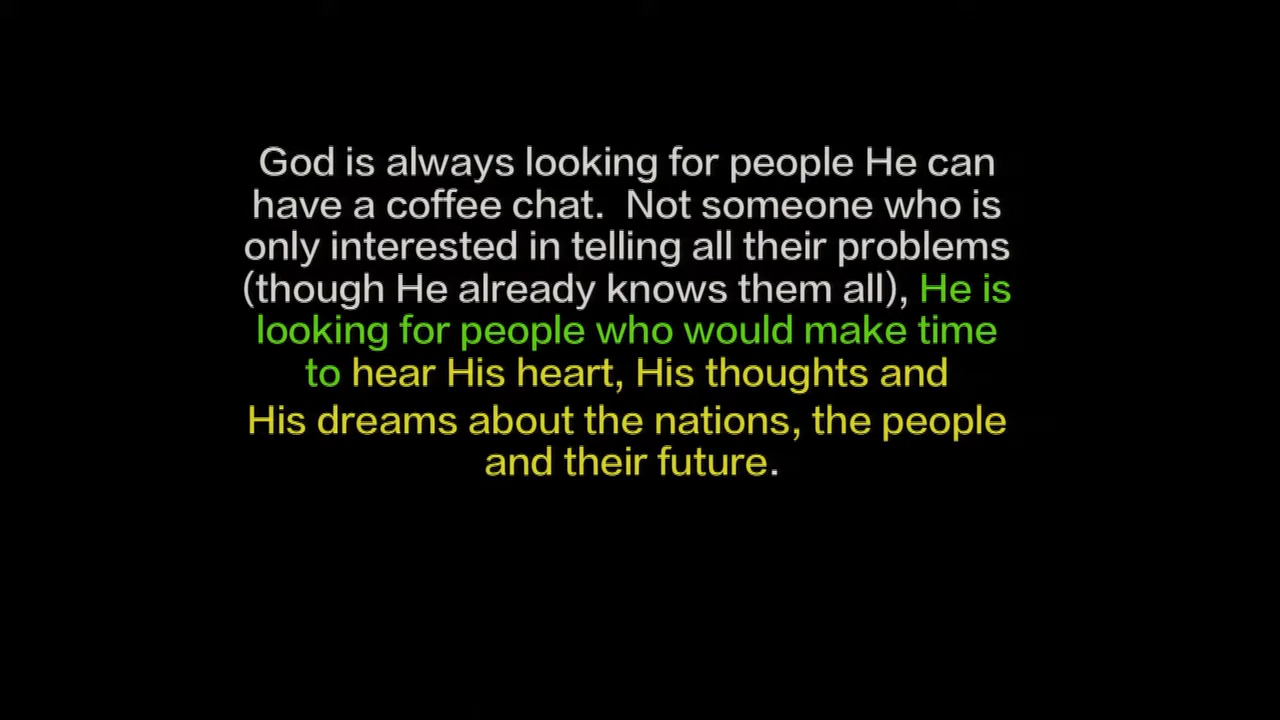 God is always looking for people He can
have a coffee chat.  Not someone who is
only interested in telling all their problems
(though He already knows them all), He is
looking for people who would make time
to hear His heart, His thoughts and
His dreams about the nations, the people
and their future.